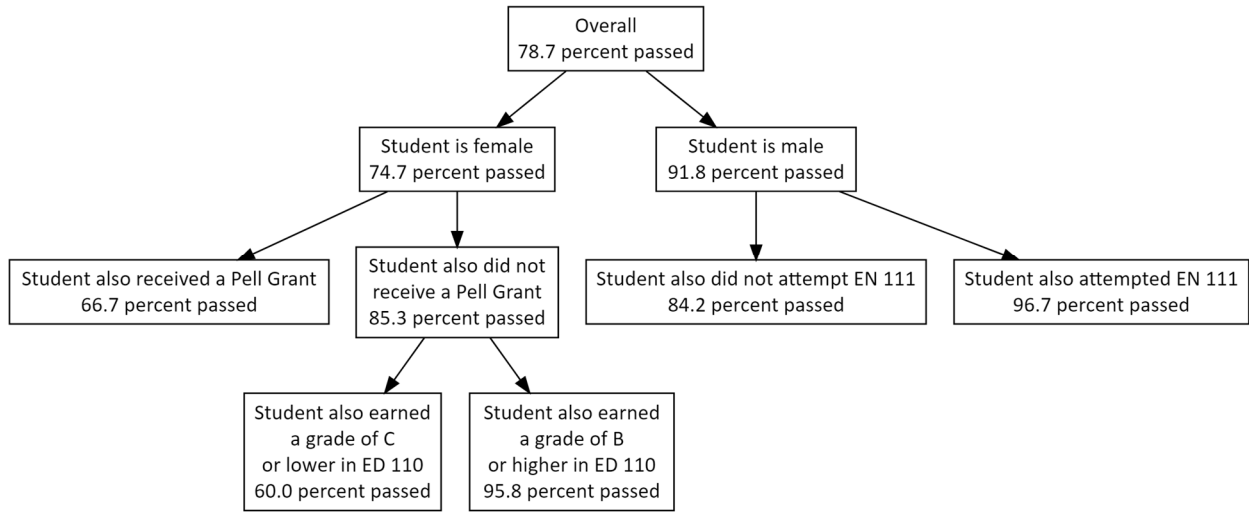 Overall
78.7 percent passed
Student is female
74.7 percent passed
Student is male
91.8 percent passed
Student also received a Pell Grant
66.7 percent passed
Student also did not
receive a Pell Grant
85.3 percent passed
Student also did not attempt EN 111
84.2 percent passed
Student also attempted EN 111
96.7 percent passed
Student also earned
a grade of C
or lower in ED 110
60.0 percent passed
Student also earned
a grade of B
or higher in ED 110
95.8 percent passed